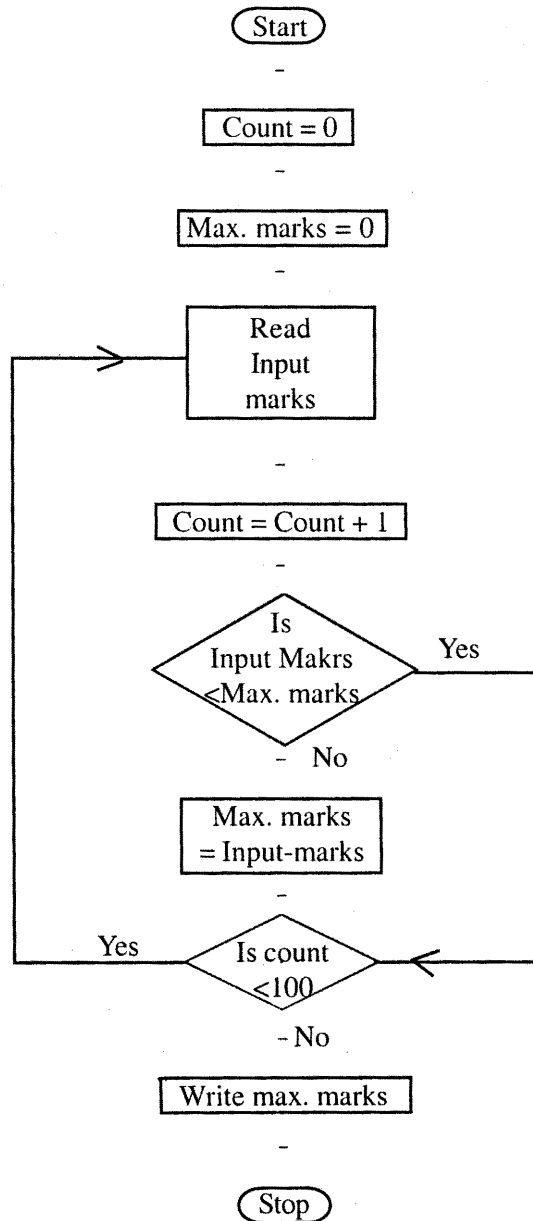 Start
Count = 0
Max. marks = 0
Read
Input
marks
Count = Count + 1
Is
Input Makrs
<Max. marks
Yes
No
Max. marks
= Input-marks
Yes
Is count
<100
No
Write max. marks
Stop